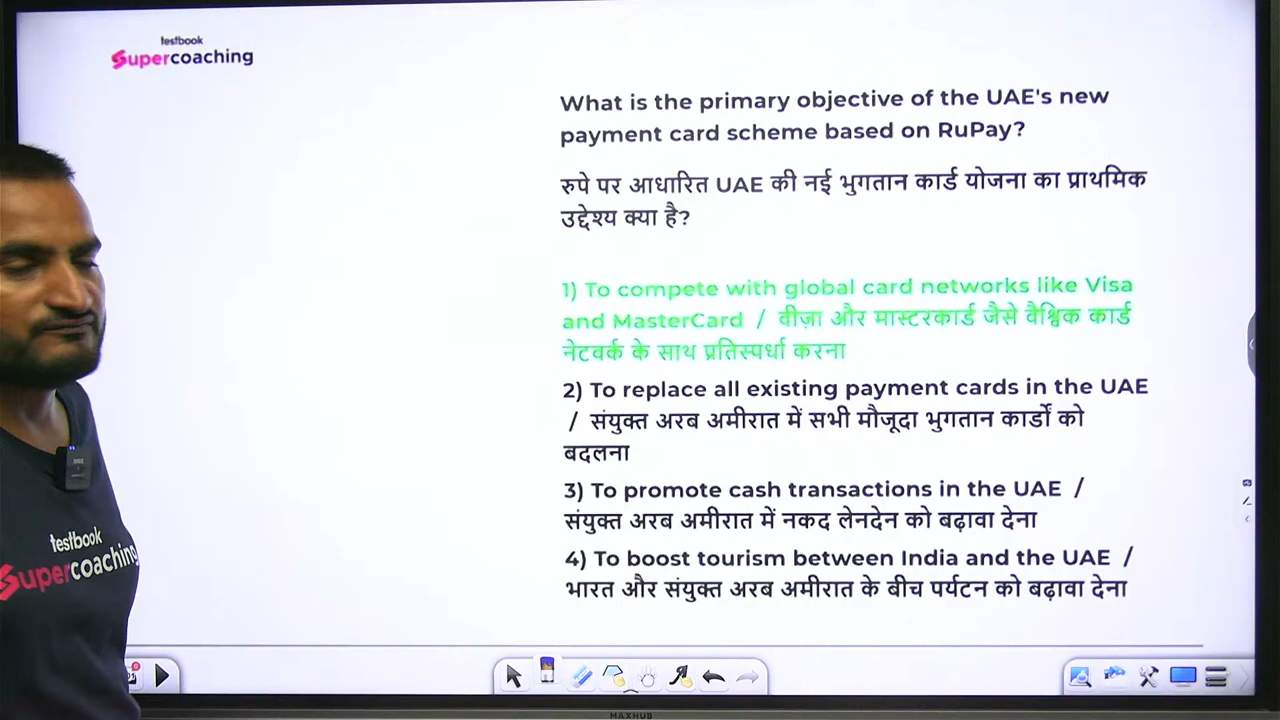 testbook
Supercoaching
What is the primary objective of the UAE's new
payment card scheme based on RuPay?
रुपे पर आधारित UAE की नई भुगतान कार्ड योजना का प्राथमिक
उद्देश्य क्या है?
1) To compete with global card networks like Visa
and MasterCard / वीज़ा और मास्टरकार्ड जैसे वैश्विक कार्ड
नेटवर्क के साथ प्रतिस्पर्धा करना
2) To replace all existing payment cards in the UAE
/ संयुक्त अरब अमीरात में सभी मौजूदा भुगतान कार्डों को
बदलना
3) To promote cash transactions in the UAE /
संयुक्त अरब अमीरात में नकद लेनदेन को बढ़ावा देना
4) To boost tourism between India and the UAE /
भारत और संयुक्त अरब अमीरात के बीच पर्यटन को बढ़ावा देना
testbook
Supercoaching
MAXHUB